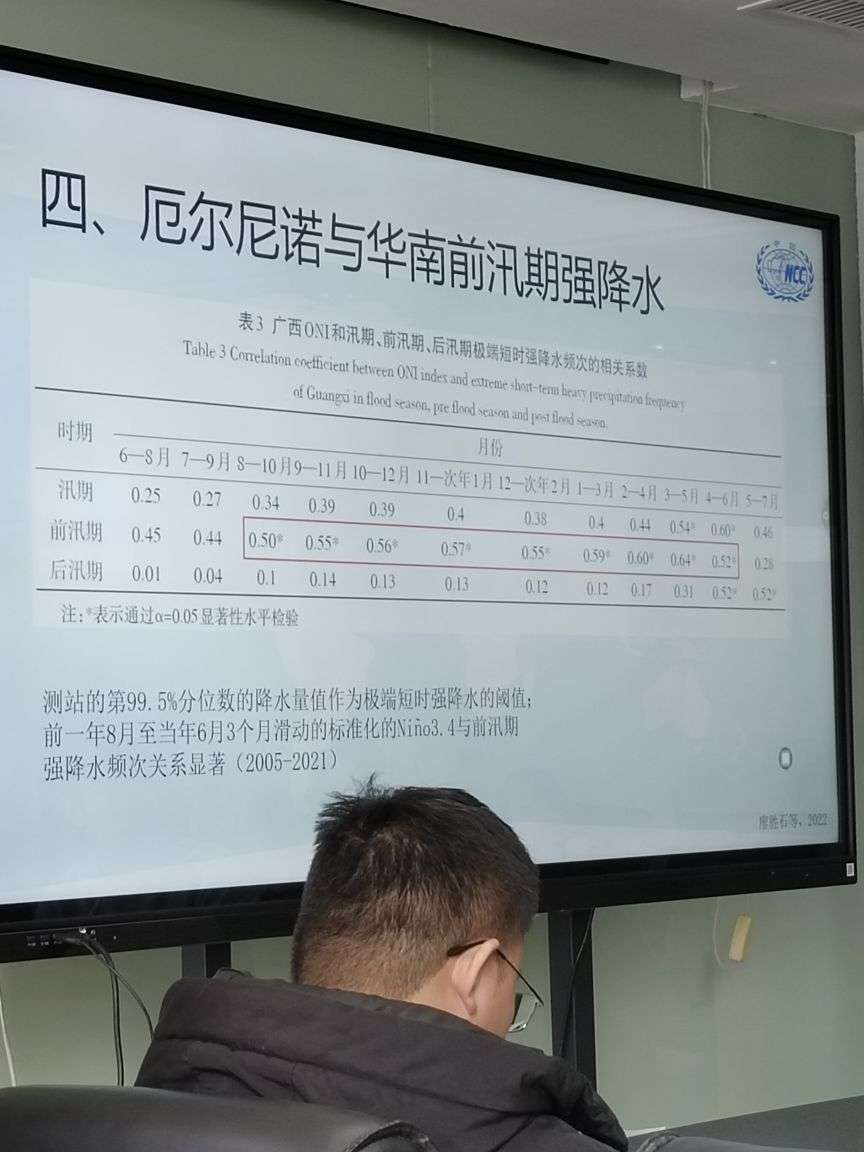 四、厄尔尼诺与华南前汛期强降水
中国
NCC
表3 广西ONI和汛期、前汛期、后汛期极端短时强降水频次的相关系数
Table 3 Correlation coefficient between ONI index and extreme short-term heavy precipitation frequency
of Guangxi in flood season, pre flood season and post flood season.
时期 月份
6—8月 7—9月 8—10月 9—11月 10—12月 11—次年1月 12—次年2月 1—3月 2—4月 3—5月 4—6月 5—7月
汛期 0.25 0.27 0.34 0.39 0.39 0.4 0.38 0.4 0.44 0.54* 0.60* 0.46
前汛期 0.45 0.44 0.50* 0.55* 0.56* 0.57* 0.55* 0.59* 0.60* 0.64* 0.52* 0.28
后汛期 0.01 0.04 0.1 0.14 0.13 0.13 0.12 0.12 0.17 0.31 0.52* 0.52*
注:*表示通过α=0.05显著性水平检验
测站的第99.5%分位数的降水量值作为极端短时强降水的阈值;
前一年8月至当年6月3个月滑动的标准化的Niño3.4与前汛期
强降水频次关系显著(2005-2021)
廖胜石等, 2022